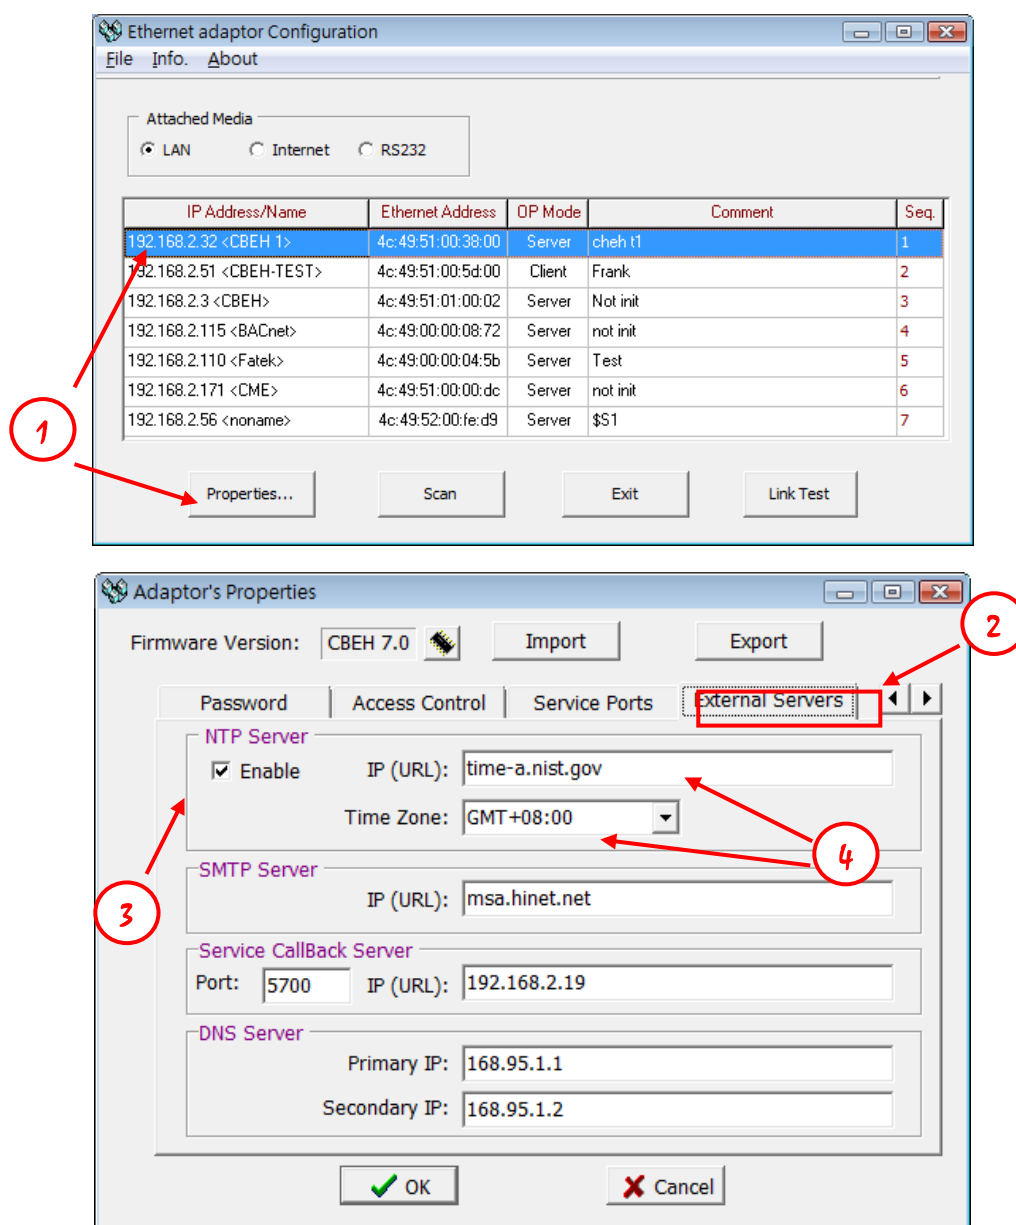 Ethernet adaptor Configuration
File Info. About
Attached Media
LAN Internet RS232
IP Address/Name Ethernet Address OP Mode Comment Seq.
192.168.2.32 <CBEH 1> 4c:49:51:00:38:00 Server cheh t1 1
192.168.2.51 <CBEH-TEST> 4c:49:51:00:5d:00 Client Frank 2
192.168.2.3 <CBEH> 4c:49:51:01:00:02 Server Not init 3
192.168.2.115 <BACnet> 4c:49:00:00:08:72 Server not init 4
192.168.2.110 <Fatek> 4c:49:00:00:04:5b Server Test 5
192.168.2.171 <CME> 4c:49:51:00:00:dc Server not init 6
192.168.2.56 <noname> 4c:49:52:00:fe:d9 Server $S1 7
1
Properties... Scan Exit Link Test
Adaptor's Properties
2
Firmware Version: CBEH 7.0 Import Export
Password Access Control Service Ports External Servers
NTP Server
Enable IP (URL): time-a.nist.gov
Time Zone: GMT+08:00
4
SMTP Server
IP (URL): msa.hinet.net
3
Service CallBack Server
Port: 5700 IP (URL): 192.168.2.19
DNS Server
Primary IP: 168.95.1.1
Secondary IP: 168.95.1.2
OK Cancel